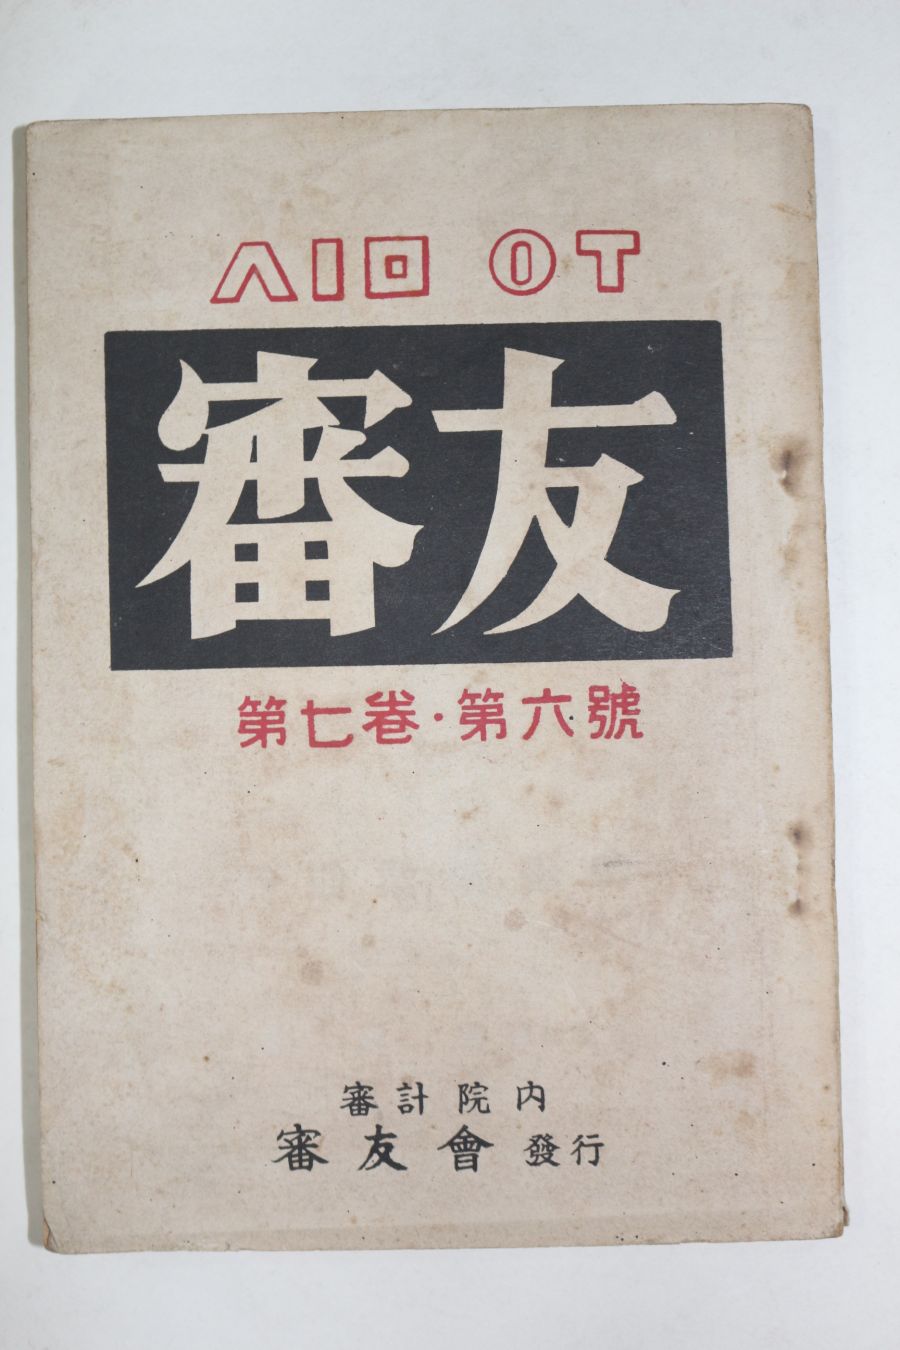 ㅅㅣㅁ ㅇㅜ
審友
第七卷·第六號
審計院內
審友會 發行